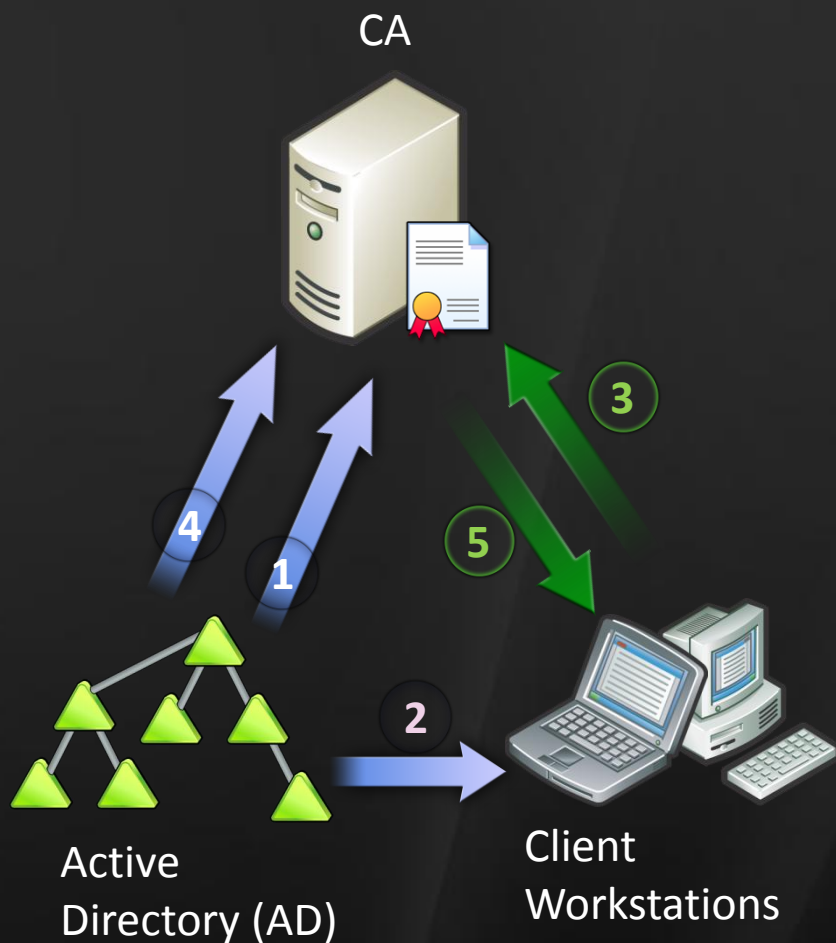 CA
3
4
5
1
2
Active
Directory (AD)
Client
Workstations